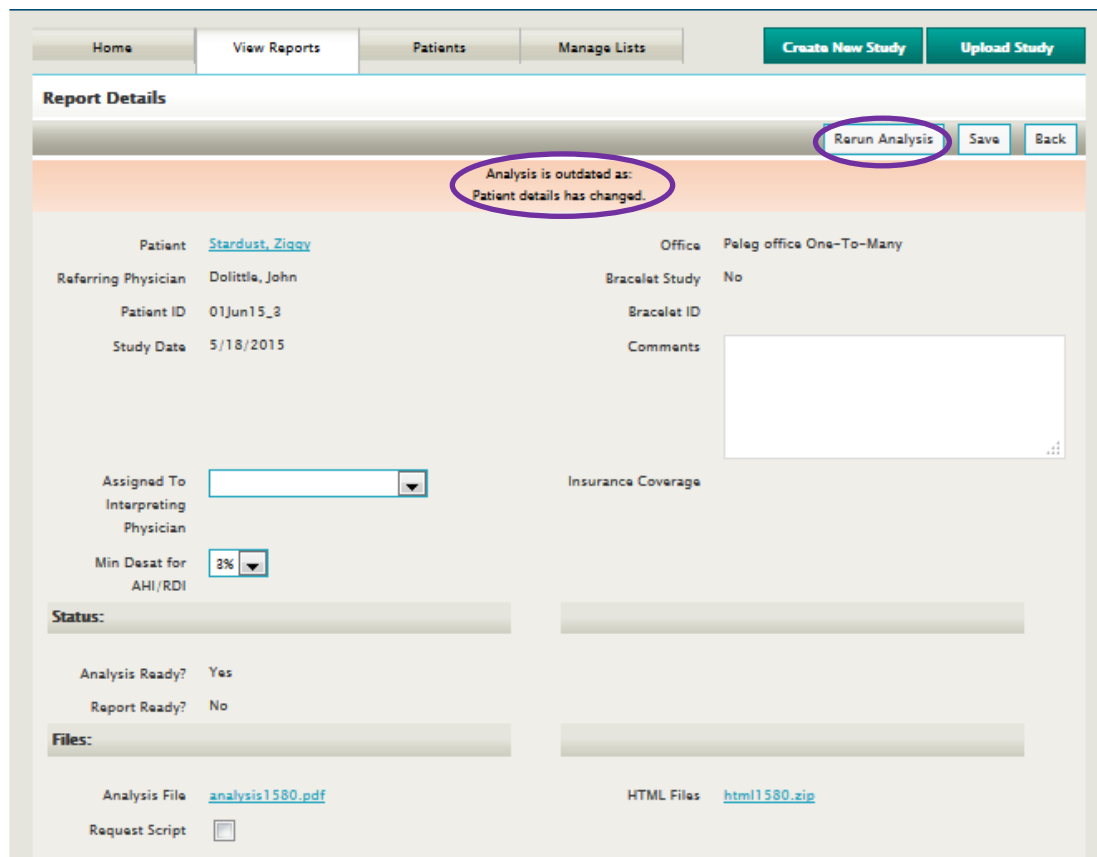 Home View Reports Patients Manage Lists Create New Study Upload Study
Report Details
Rerun Analysis Save Back
Analysis is outdated as:
Patient details has changed.
Patient Stardust, Ziggy Office Peleg office One-To-Many
Referring Physician Dolittle, John Bracelet Study No
Patient ID 01Jun15_3 Bracelet ID
Study Date 5/18/2015 Comments
Assigned To Insurance Coverage
Interpreting
Physician
Min Desat for 3%
AHI/RDI
Status:
Analysis Ready? Yes
Report Ready? No
Files:
Analysis File analysis1580.pdf HTML Files html1580.zip
Request Script